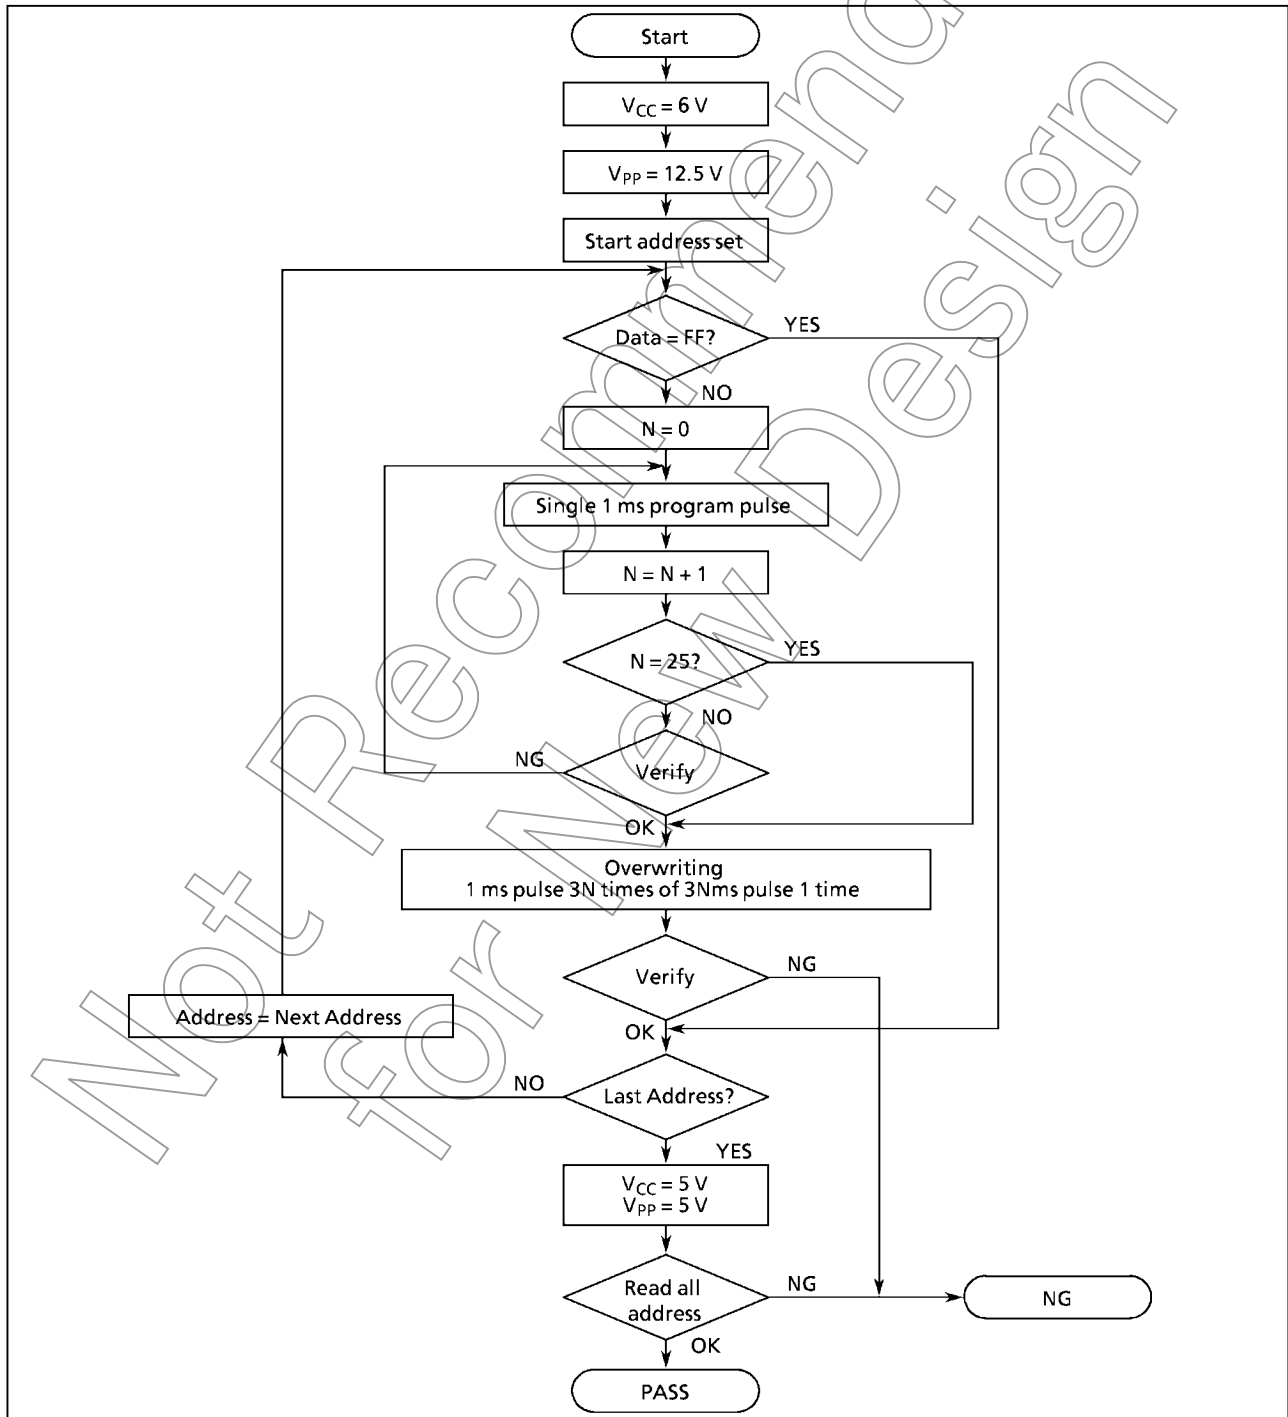 Start
VCC = 6 V
VPP = 12.5 V
Start address set
Data = FF?
YES
NO
N = 0
Single 1 ms program pulse
N = N + 1
N = 25?
YES
NO
NG
Verify
OK
Overwriting
1 ms pulse 3N times of 3Nms pulse 1 time
Verify
NG
Address = Next Address
OK
NO
Last Address?
YES
VCC = 5 V
VPP = 5 V
Read all
address
NG
NG
OK
PASS
Not Recommend
for New Design